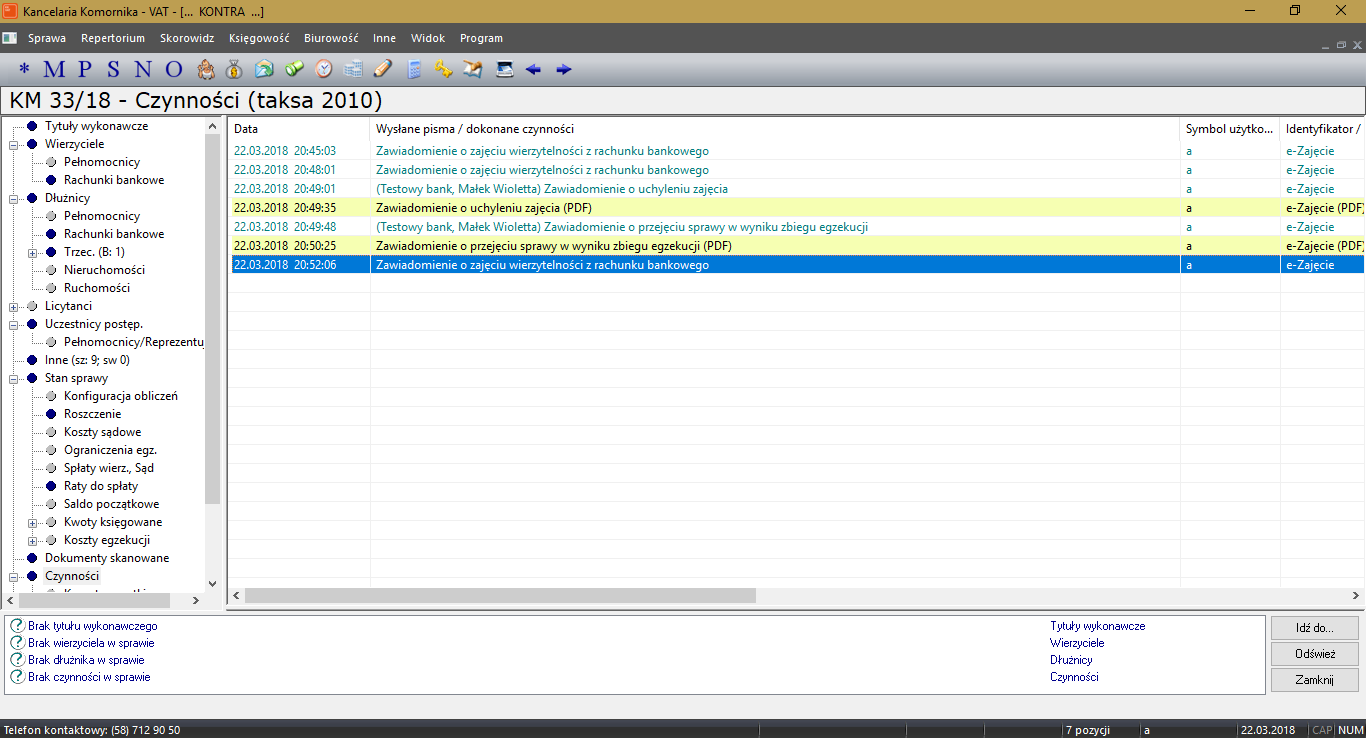 Kancelaria Komornika - VAT - [... KONTRA ...]
Sprawa Repertorium Skorowidz Księgowość Biurowość Inne Widok Program
* M P S N O
KM 33/18 - Czynności (taksa 2010)
Tytuły wykonawcze
Wierzyciele
Pełnomocnicy
Rachunki bankowe
Dłużnicy
Pełnomocnicy
Rachunki bankowe
Trzec. (B: 1)
Nieruchomości
Ruchomości
Licytanci
Uczestnicy postęp.
Pełnomocnicy/Reprezentu
Inne (sz: 9; sw 0)
Stan sprawy
Konfiguracja obliczeń
Roszczenie
Koszty sądowe
Ograniczenia egz.
Spłaty wierz., Sąd
Raty do spłaty
Saldo początkowe
Kwoty księgowane
Koszty egzekucji
Dokumenty skanowane
Czynności
Data Wysłane pisma / dokonane czynności Symbol użytko... Identyfikator /
22.03.2018 20:45:03 Zawiadomienie o zajęciu wierzytelności z rachunku bankowego a e-Zajęcie
22.03.2018 20:48:01 Zawiadomienie o zajęciu wierzytelności z rachunku bankowego a e-Zajęcie
22.03.2018 20:49:01 (Testowy bank, Małek Wioletta) Zawiadomienie o uchyleniu zajęcia a e-Zajęcie
22.03.2018 20:49:35 Zawiadomienie o uchyleniu zajęcia (PDF) a e-Zajęcie (PDF)
22.03.2018 20:49:48 (Testowy bank, Małek Wioletta) Zawiadomienie o przejęciu sprawy w wyniku zbiegu egzekucji a e-Zajęcie
22.03.2018 20:50:25 Zawiadomienie o przejęciu sprawy w wyniku zbiegu egzekucji (PDF) a e-Zajęcie (PDF)
22.03.2018 20:52:06 Zawiadomienie o zajęciu wierzytelności z rachunku bankowego a e-Zajęcie
Brak tytułu wykonawczego Tytuły wykonawcze
Brak wierzyciela w sprawie Wierzyciele
Brak dłużnika w sprawie Dłużnicy
Brak czynności w sprawie Czynności
Idź do...
Odśwież
Zamknij
Telefon kontaktowy: (58) 712 90 50 7 pozycji a 22.03.2018 CAP NUM